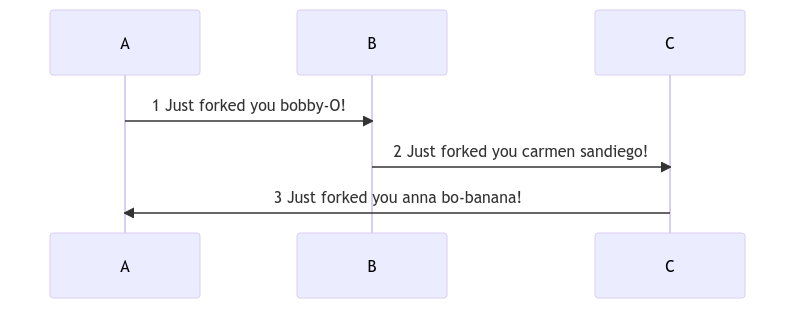 A
B
C
1 Just forked you bobby-O!
2 Just forked you carmen sandiego!
3 Just forked you anna bo-banana!
A
B
C